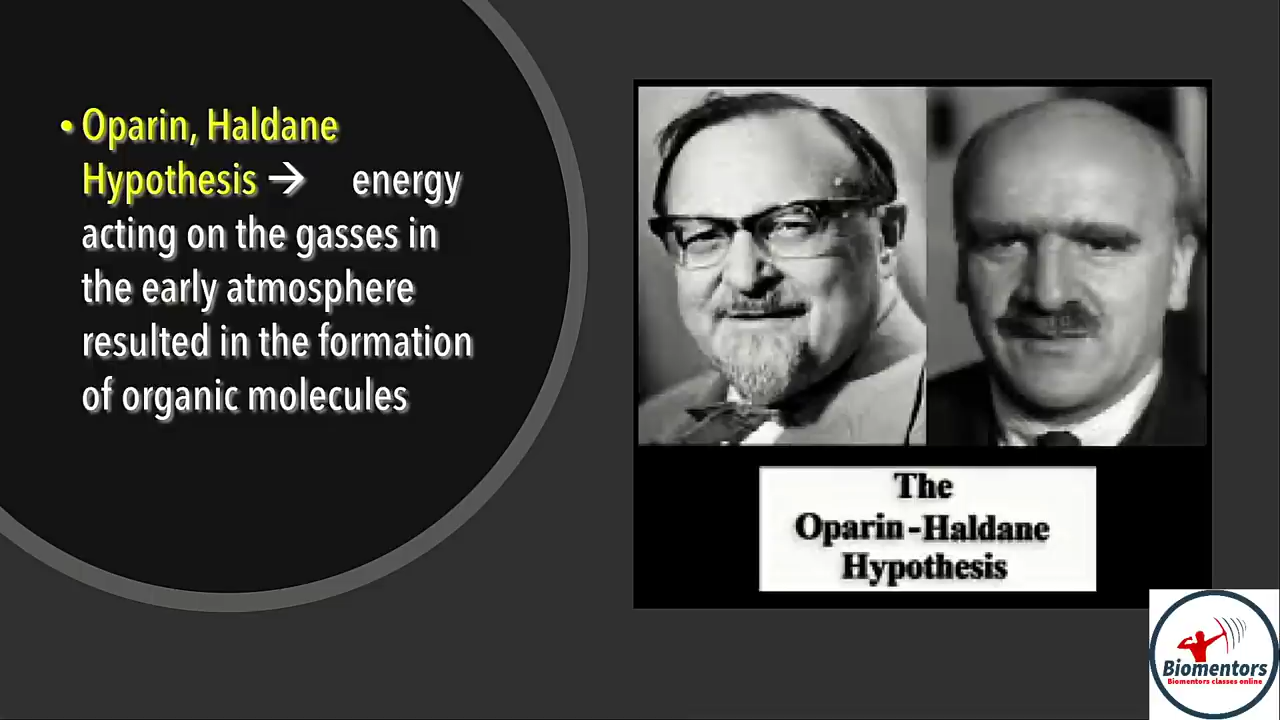 • Oparin, Haldane
Hypothesis → energy
acting on the gasses in
the early atmosphere
resulted in the formation
of organic molecules
The
Oparin-Haldane
Hypothesis
Biomentors
Biomentors classes online